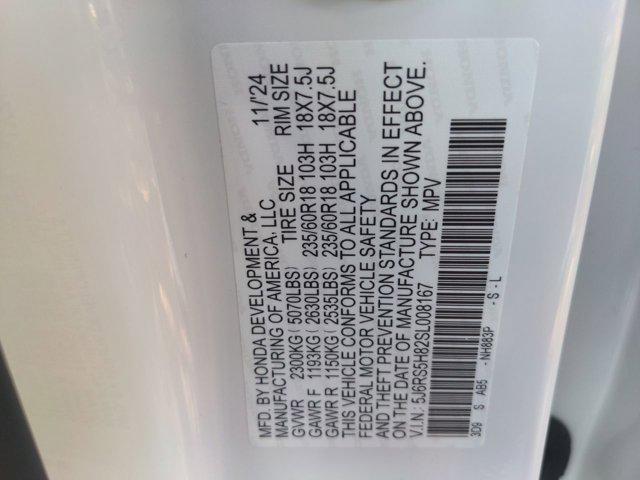 MFD. BY HONDA DEVELOPMENT & 11/'24
MANUFACTURING OF AMERICA, LLC
TIRE SIZE RIM SIZE
GVWR 2300KG (5070LBS)
GAWR F 1193KG (2630LBS) 235/60R18 103H 18X7.5J
GAWR R 1150KG (2535LBS) 235/60R18 103H 18X7.5J
THIS VEHICLE CONFORMS TO ALL APPLICABLE
FEDERAL MOTOR VEHICLE SAFETY
AND THEFT PREVENTION STANDARDS IN EFFECT
ON THE DATE OF MANUFACTURE SHOWN ABOVE.
V.I.N: 5J6RS5H82SL008167 TYPE: MPV
3D9 S AB5 - NH883P - S - L